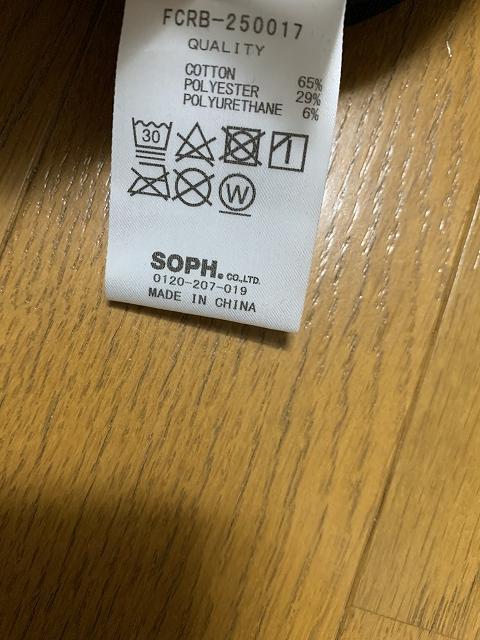 FCRB-250017
QUALITY
COTTON 65%
POLYESTER 29%
POLYURETHANE 6%
30
W
SOPH. CO.,LTD.
0120-207-019
MADE IN CHINA